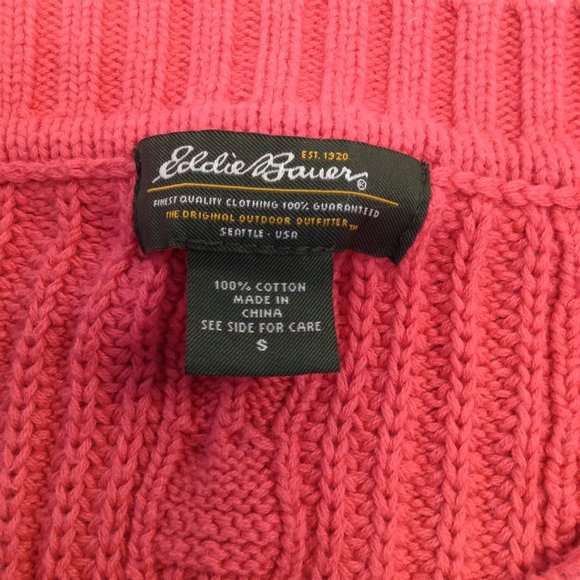 EST. 1920
Eddie Bauer®
FINEST QUALITY CLOTHING 100% GUARANTEED
THE ORIGINAL OUTDOOR OUTFITTER™
SEATTLE · USA
100% COTTON
MADE IN
CHINA
SEE SIDE FOR CARE
S